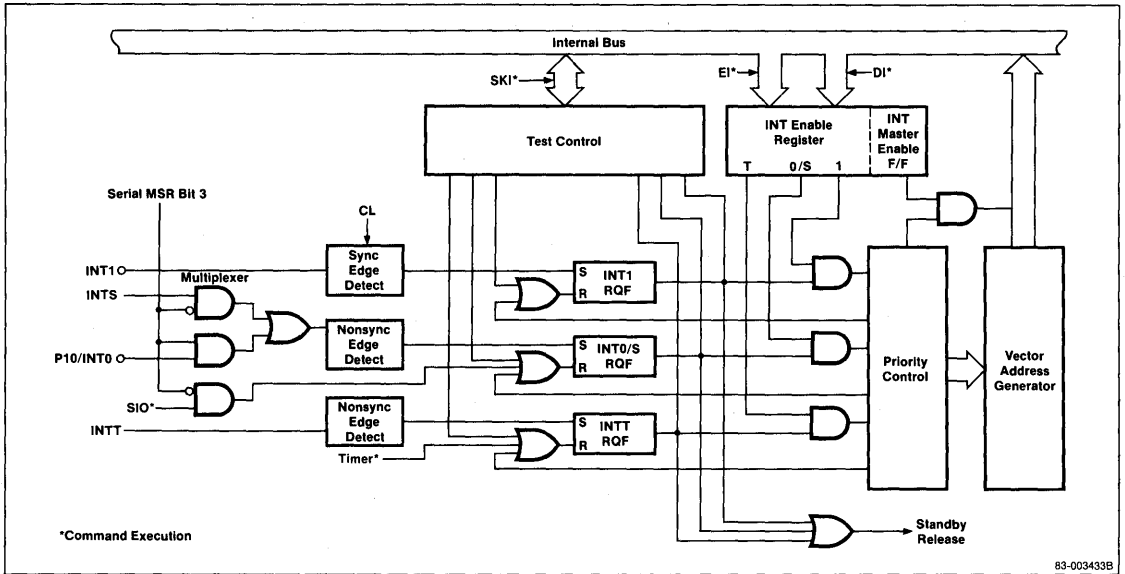 Internal Bus
SKI*
EI*
DI*
Test Control
INT Enable
Register
T 0/S 1
INT
Master
Enable
F/F
Serial MSR Bit 3
CL
INT1
Sync
Edge
Detect
S
R
INT1
RQF
Multiplexer
INTS
P10/INT0
Nonsync
Edge
Detect
S
R
INT0/S
RQF
SIO*
INTT
Nonsync
Edge
Detect
Timer*
S
R
INTT
RQF
Priority
Control
Vector
Address
Generator
Standby
Release
*Command Execution
83-003433B